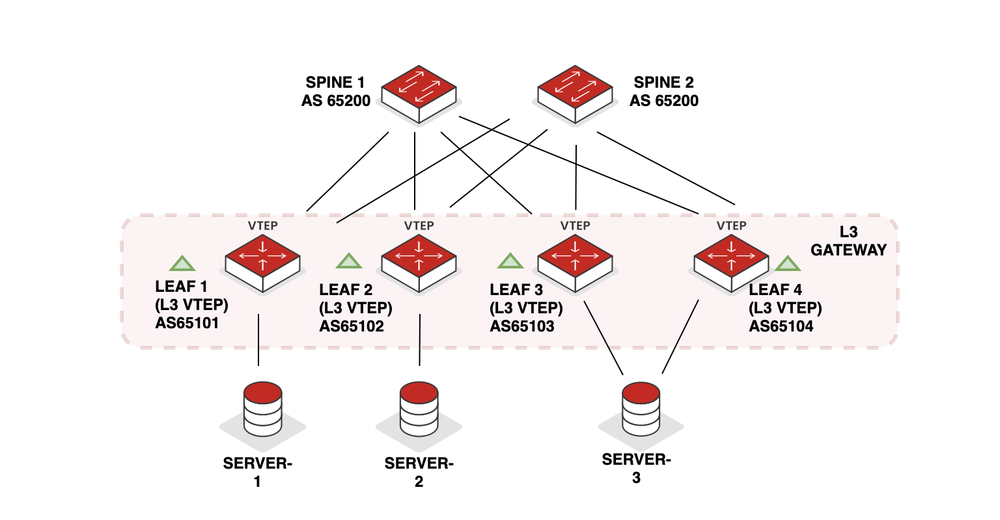 SPINE 1
AS 65200
SPINE 2
AS 65200
VTEP
VTEP
VTEP
VTEP
L3
GATEWAY
LEAF 1
(L3 VTEP)
AS65101
LEAF 2
(L3 VTEP)
AS65102
LEAF 3
(L3 VTEP)
AS65103
LEAF 4
(L3 VTEP)
AS65104
SERVER-
1
SERVER-
2
SERVER-
3